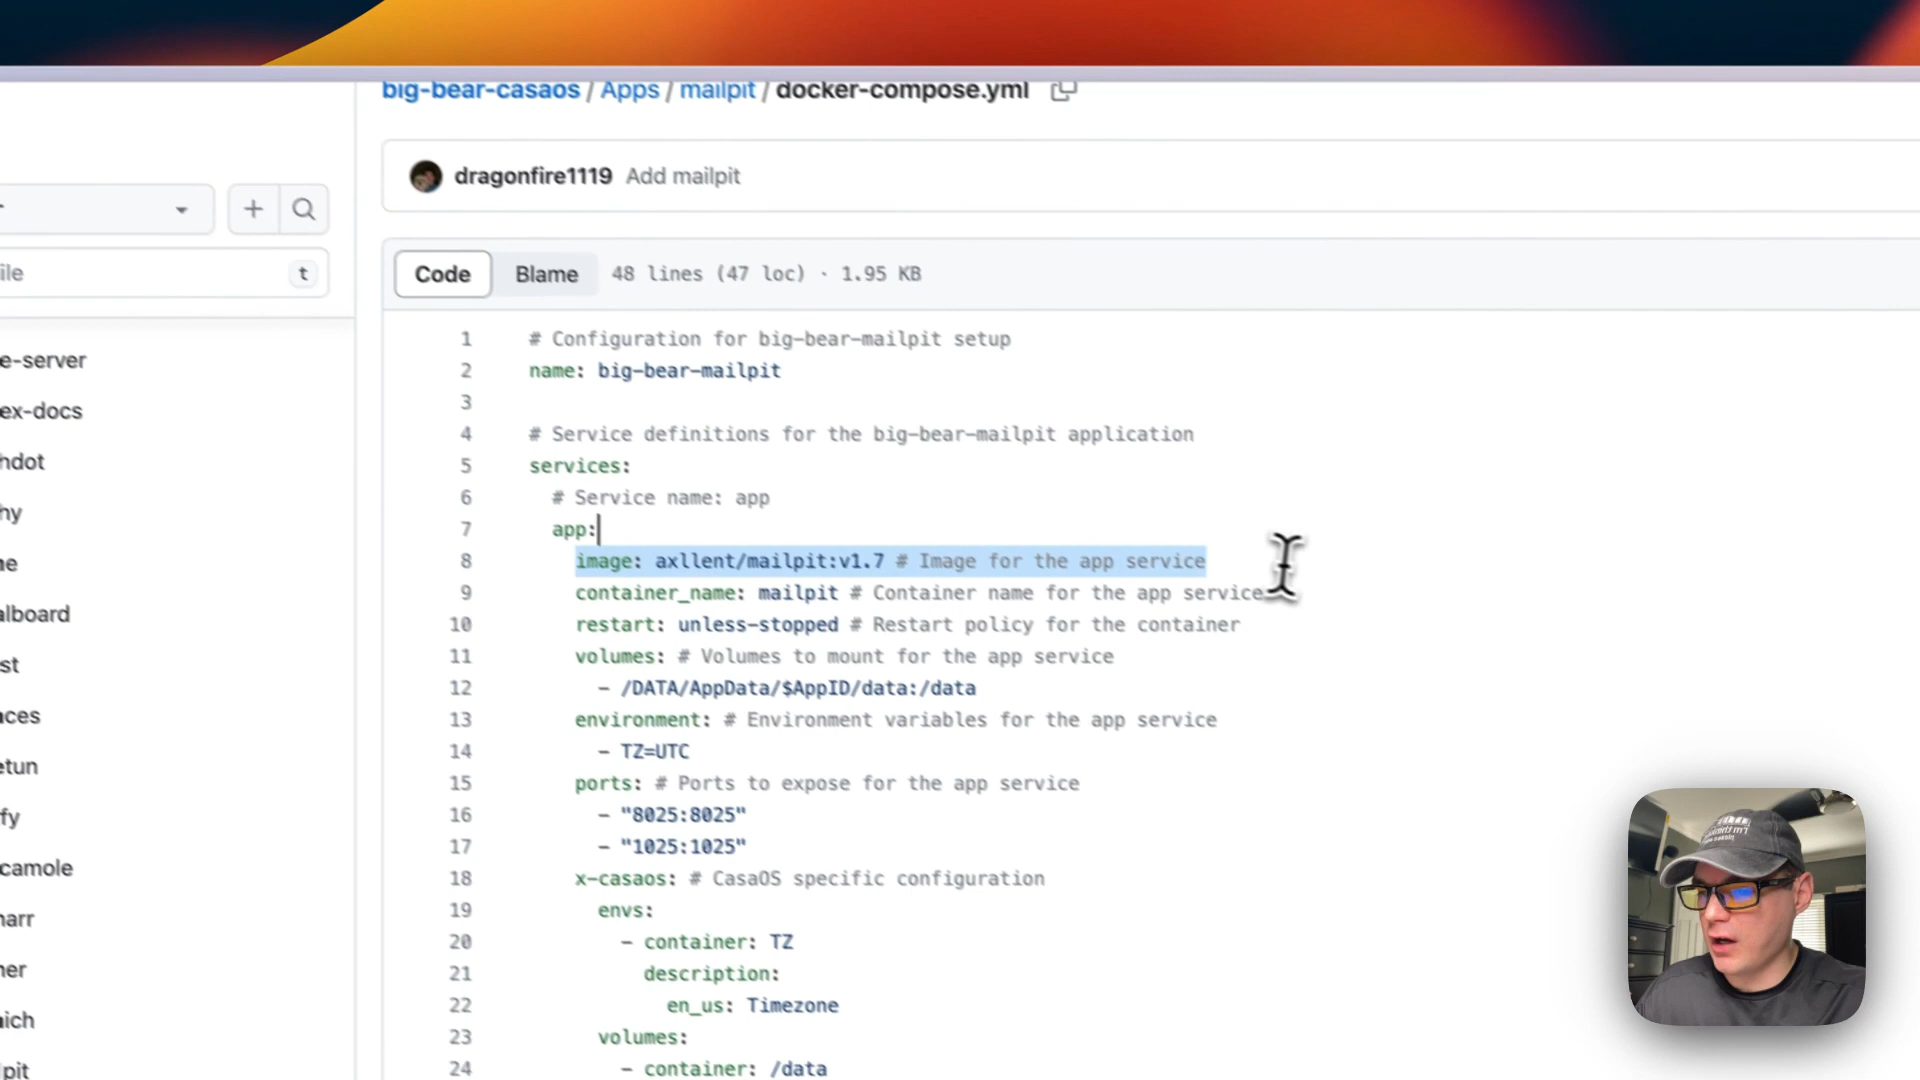 big-bear-casaos / Apps / mailpit / docker-compose.yml
dragonfire1119 Add mailpit
ile
t
Code Blame 48 lines (47 loc) · 1.95 KB
e-server
ex-docs
hdot
hy
ne
alboard
st
aces
etun
fy
camole
arr
ner
ich
lpit
1 # Configuration for big-bear-mailpit setup
2 name: big-bear-mailpit
3
4 # Service definitions for the big-bear-mailpit application
5 services:
6 # Service name: app
7 app:
8 image: axllent/mailpit:v1.7 # Image for the app service
9 container_name: mailpit # Container name for the app service
10 restart: unless-stopped # Restart policy for the container
11 volumes: # Volumes to mount for the app service
12 - /DATA/AppData/$AppID/data:/data
13 environment: # Environment variables for the app service
14 - TZ=UTC
15 ports: # Ports to expose for the app service
16 - "8025:8025"
17 - "1025:1025"
18 x-casaos: # CasaOS specific configuration
19 envs:
20 - container: TZ
21 description:
22 en_us: Timezone
23 volumes:
24 - container: /data